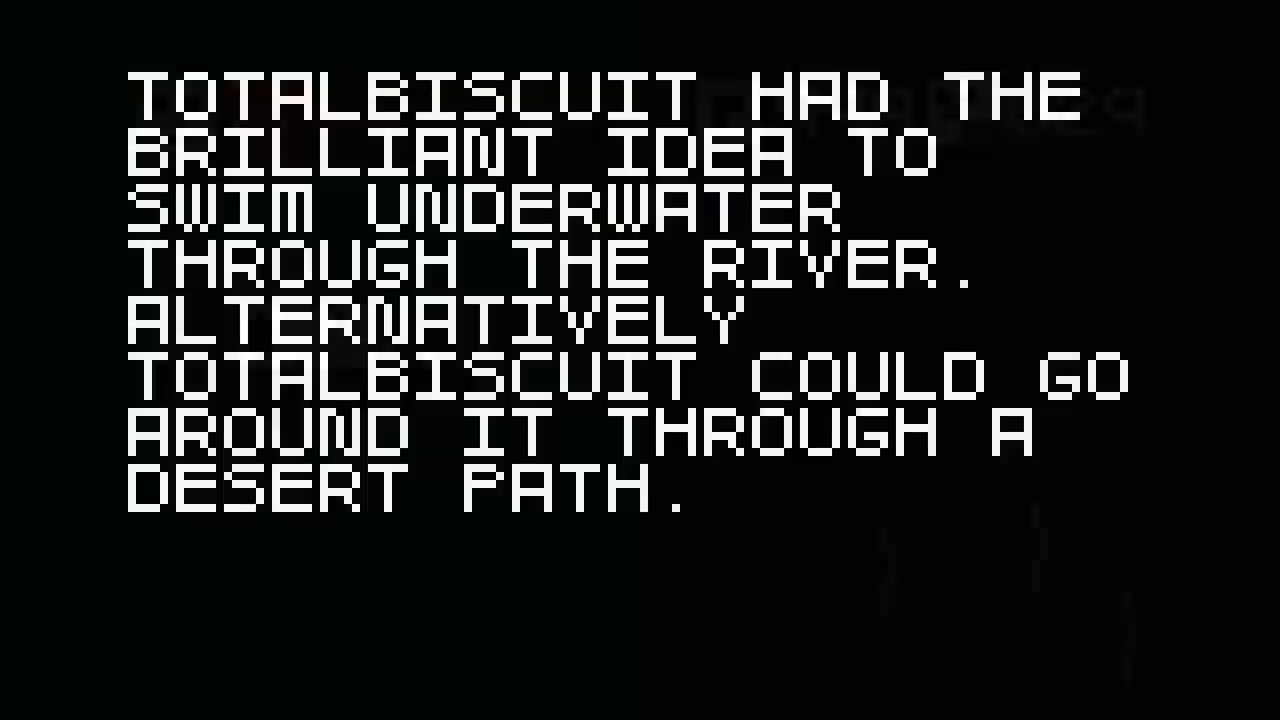 TOTALBISCUIT HAD THE
BRILLIANT IDEA TO
SWIM UNDERWATER
THROUGH THE RIVER.
ALTERNATIVELY
TOTALBISCUIT COULD GO
AROUND IT THROUGH A
DESERT PATH.